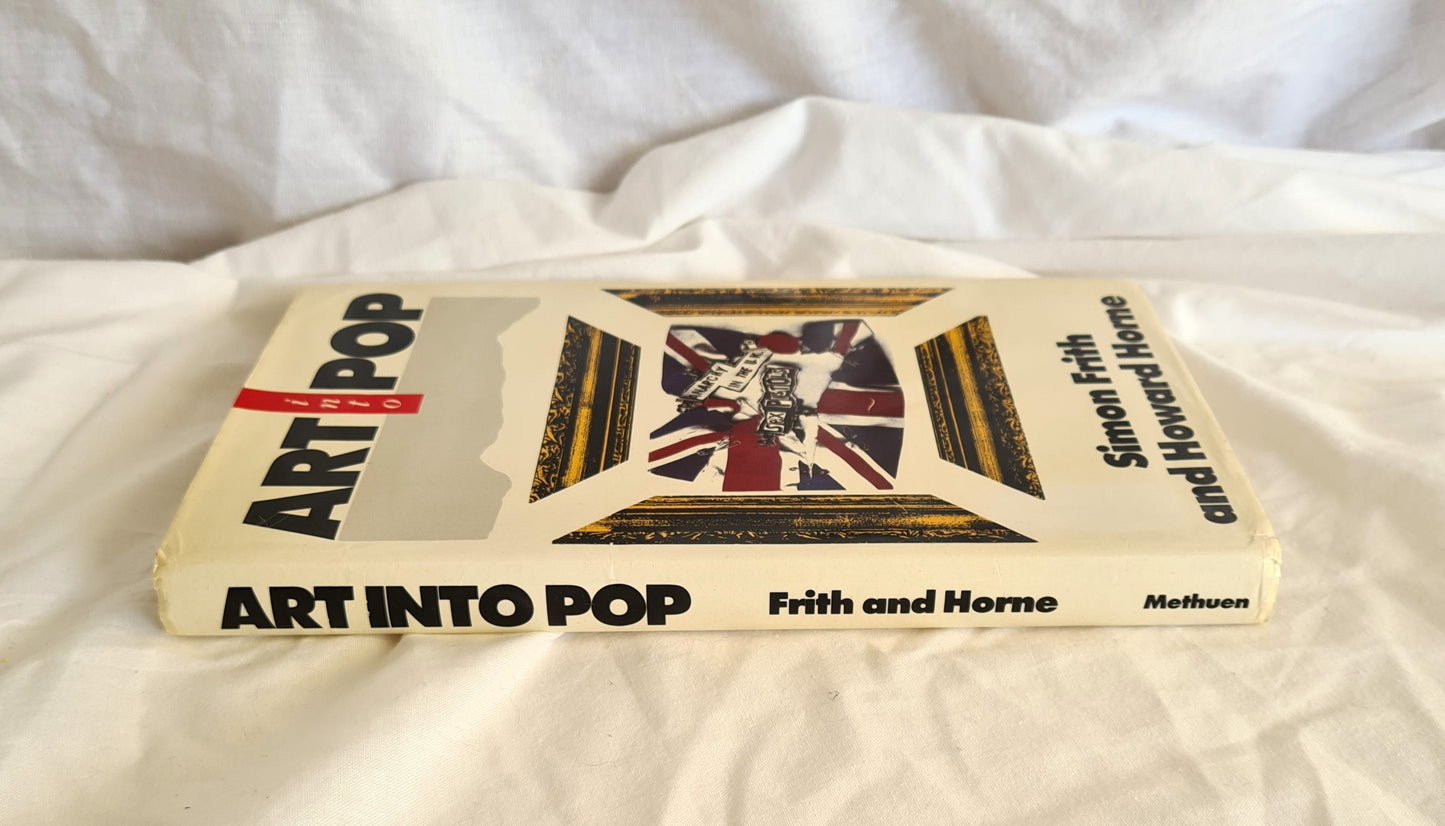 ART
into
POP
ANARCHY
IN THE U.K.
SEX PISTOLS
Simon Frith
and Howard Horne
ART INTO POP
Frith and Horne
Methuen